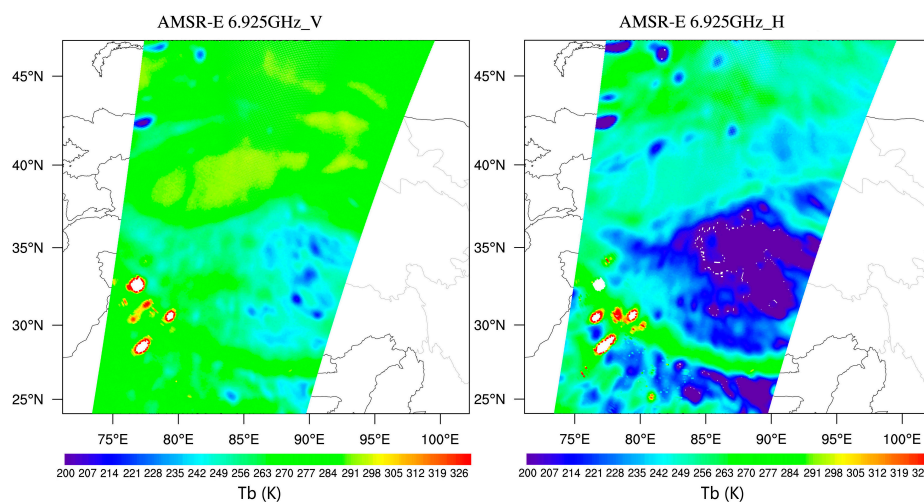 AMSR-E 6.925GHz_V
AMSR-E 6.925GHz_H
45°N
40°N
35°N
30°N
25°N
75°E 80°E 85°E 90°E 95°E 100°E
200 207 214 221 228 235 242 249 256 263 270 277 284 291 298 305 312 319 326
Tb (K)
45°N
40°N
35°N
30°N
25°N
75°E 80°E 85°E 90°E 95°E 100°E
200 207 214 221 228 235 242 249 256 263 270 277 284 291 298 305 312 319 326
Tb (K)